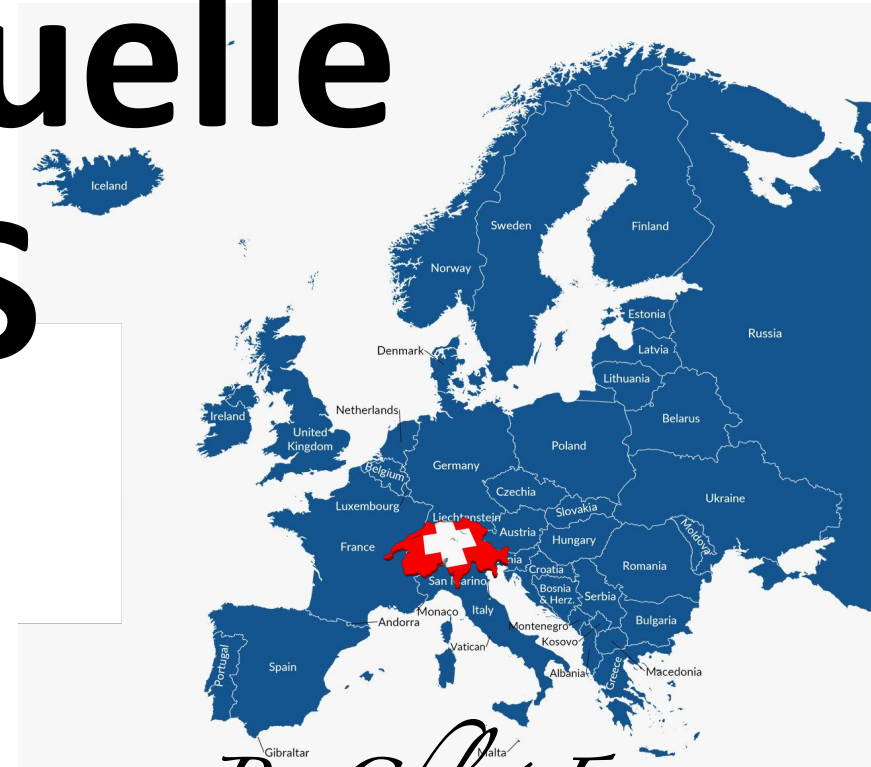 uelle
s
Iceland
Sweden
Finland
Norway
Russia
Estonia
Denmark
Latvia
Lithuania
Netherlands
Ireland
United
Kingdom
Belarus
Poland
Germany
Belgium
Czechia
Ukraine
Luxembourg
Slovakia
Liechtenstein
Moldova
Austria
France
Hungary
nia
Croatia
Romania
San Marino
Bosnia
& Herz.
Serbia
Monaco
Italy
Andorra
Montenegro
Bulgaria
Kosovo
Vatican
Portugal
Spain
Albania
Greece
Macedonia
Gibraltar
Malta